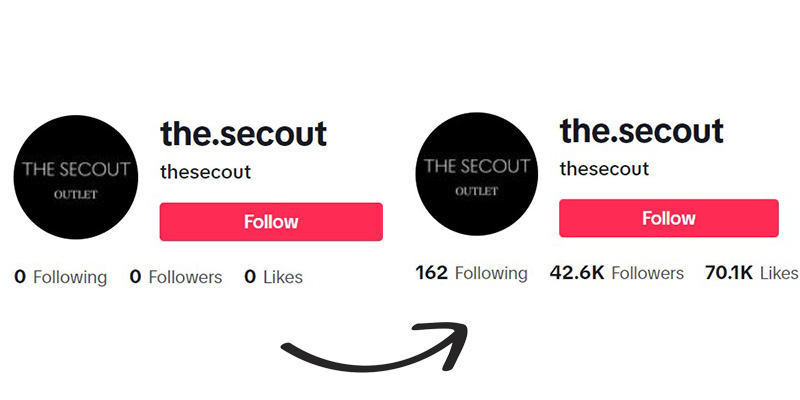 THE SECOUT
OUTLET
the.secout
thesecout
Follow
0 Following 0 Followers 0 Likes
THE SECOUT
OUTLET
the.secout
thesecout
Follow
162 Following 42.6K Followers 70.1K Likes